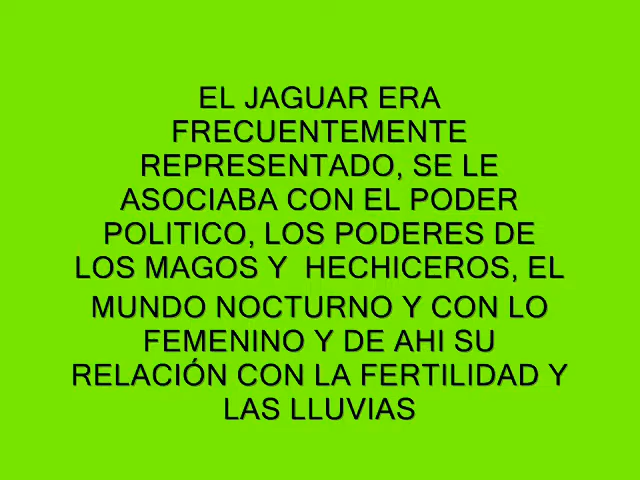 EL JAGUAR ERA
FRECUENTEMENTE
REPRESENTADO, SE LE
ASOCIABA CON EL PODER
POLITICO, LOS PODERES DE
LOS MAGOS Y  HECHICEROS, EL
MUNDO NOCTURNO Y CON LO
FEMENINO Y DE AHI SU
RELACIÓN CON LA FERTILIDAD Y
LAS LLUVIAS